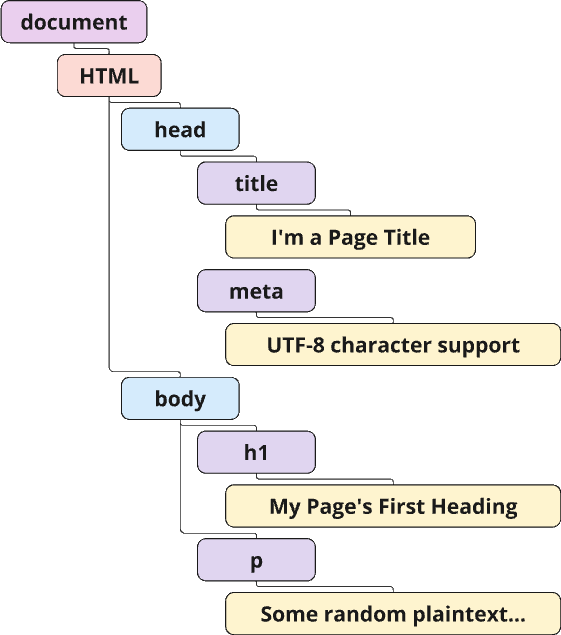 document
HTML
head
title
I'm a Page Title
meta
UTF-8 character support
body
h1
My Page's First Heading
p
Some random plaintext...